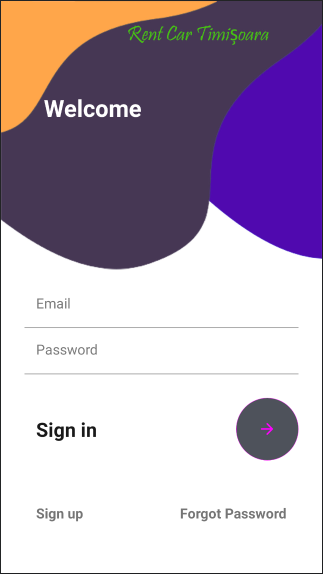 Rent Car Timișoara
Welcome
Email
Password
Sign in
Sign up
Forgot Password